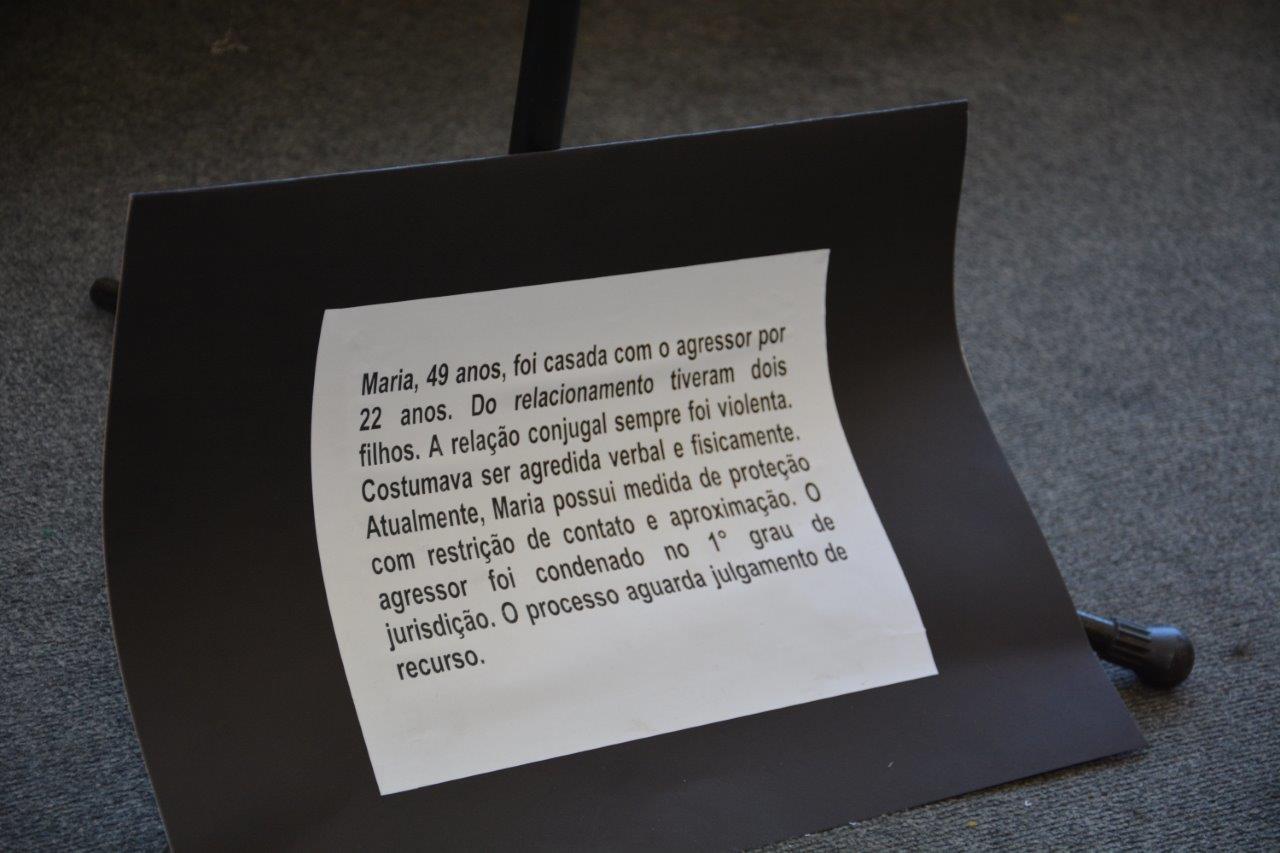 Maria, 49 anos, foi casada com o agressor por
22 anos. Do relacionamento tiveram dois
filhos. A relação conjugal sempre foi violenta.
Costumava ser agredida verbal e fisicamente.
Atualmente, Maria possui medida de proteção
com restrição de contato e aproximação. O
agressor foi condenado no 1° grau de
jurisdição. O processo aguarda julgamento de
recurso.